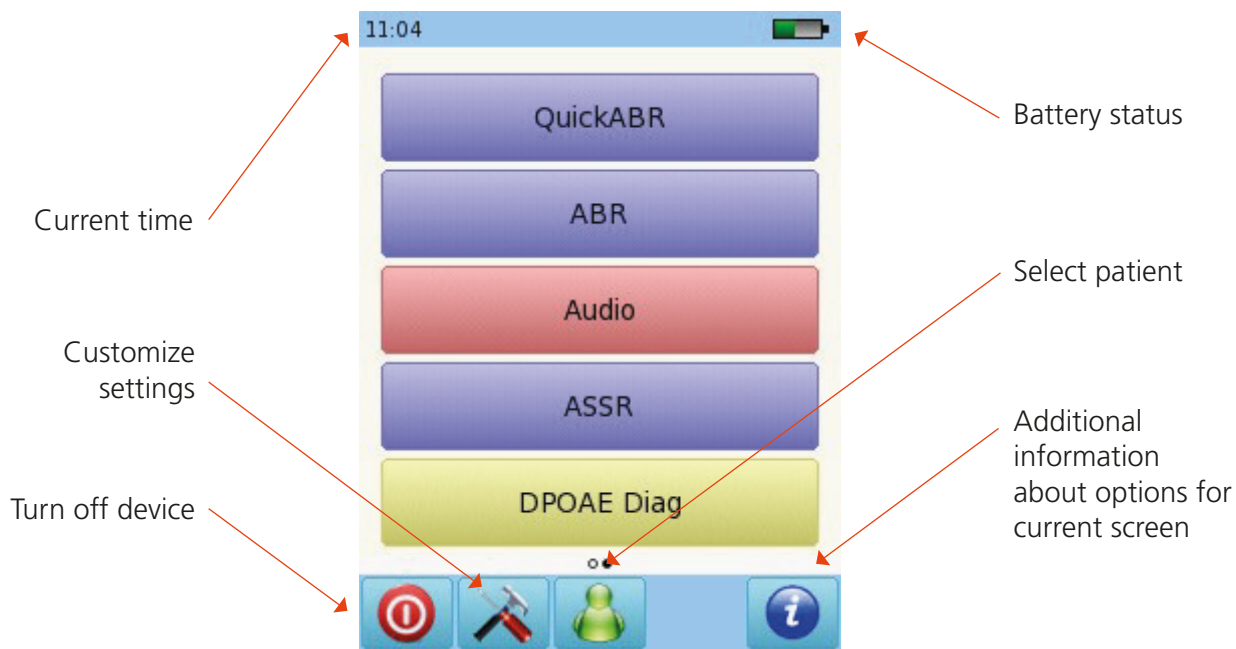 11:04
Battery status
QuickABR
ABR
Current time
Audio
Select patient
Customize
settings
ASSR
Additional
information
about options for
current screen
DPOAE Diag
Turn off device